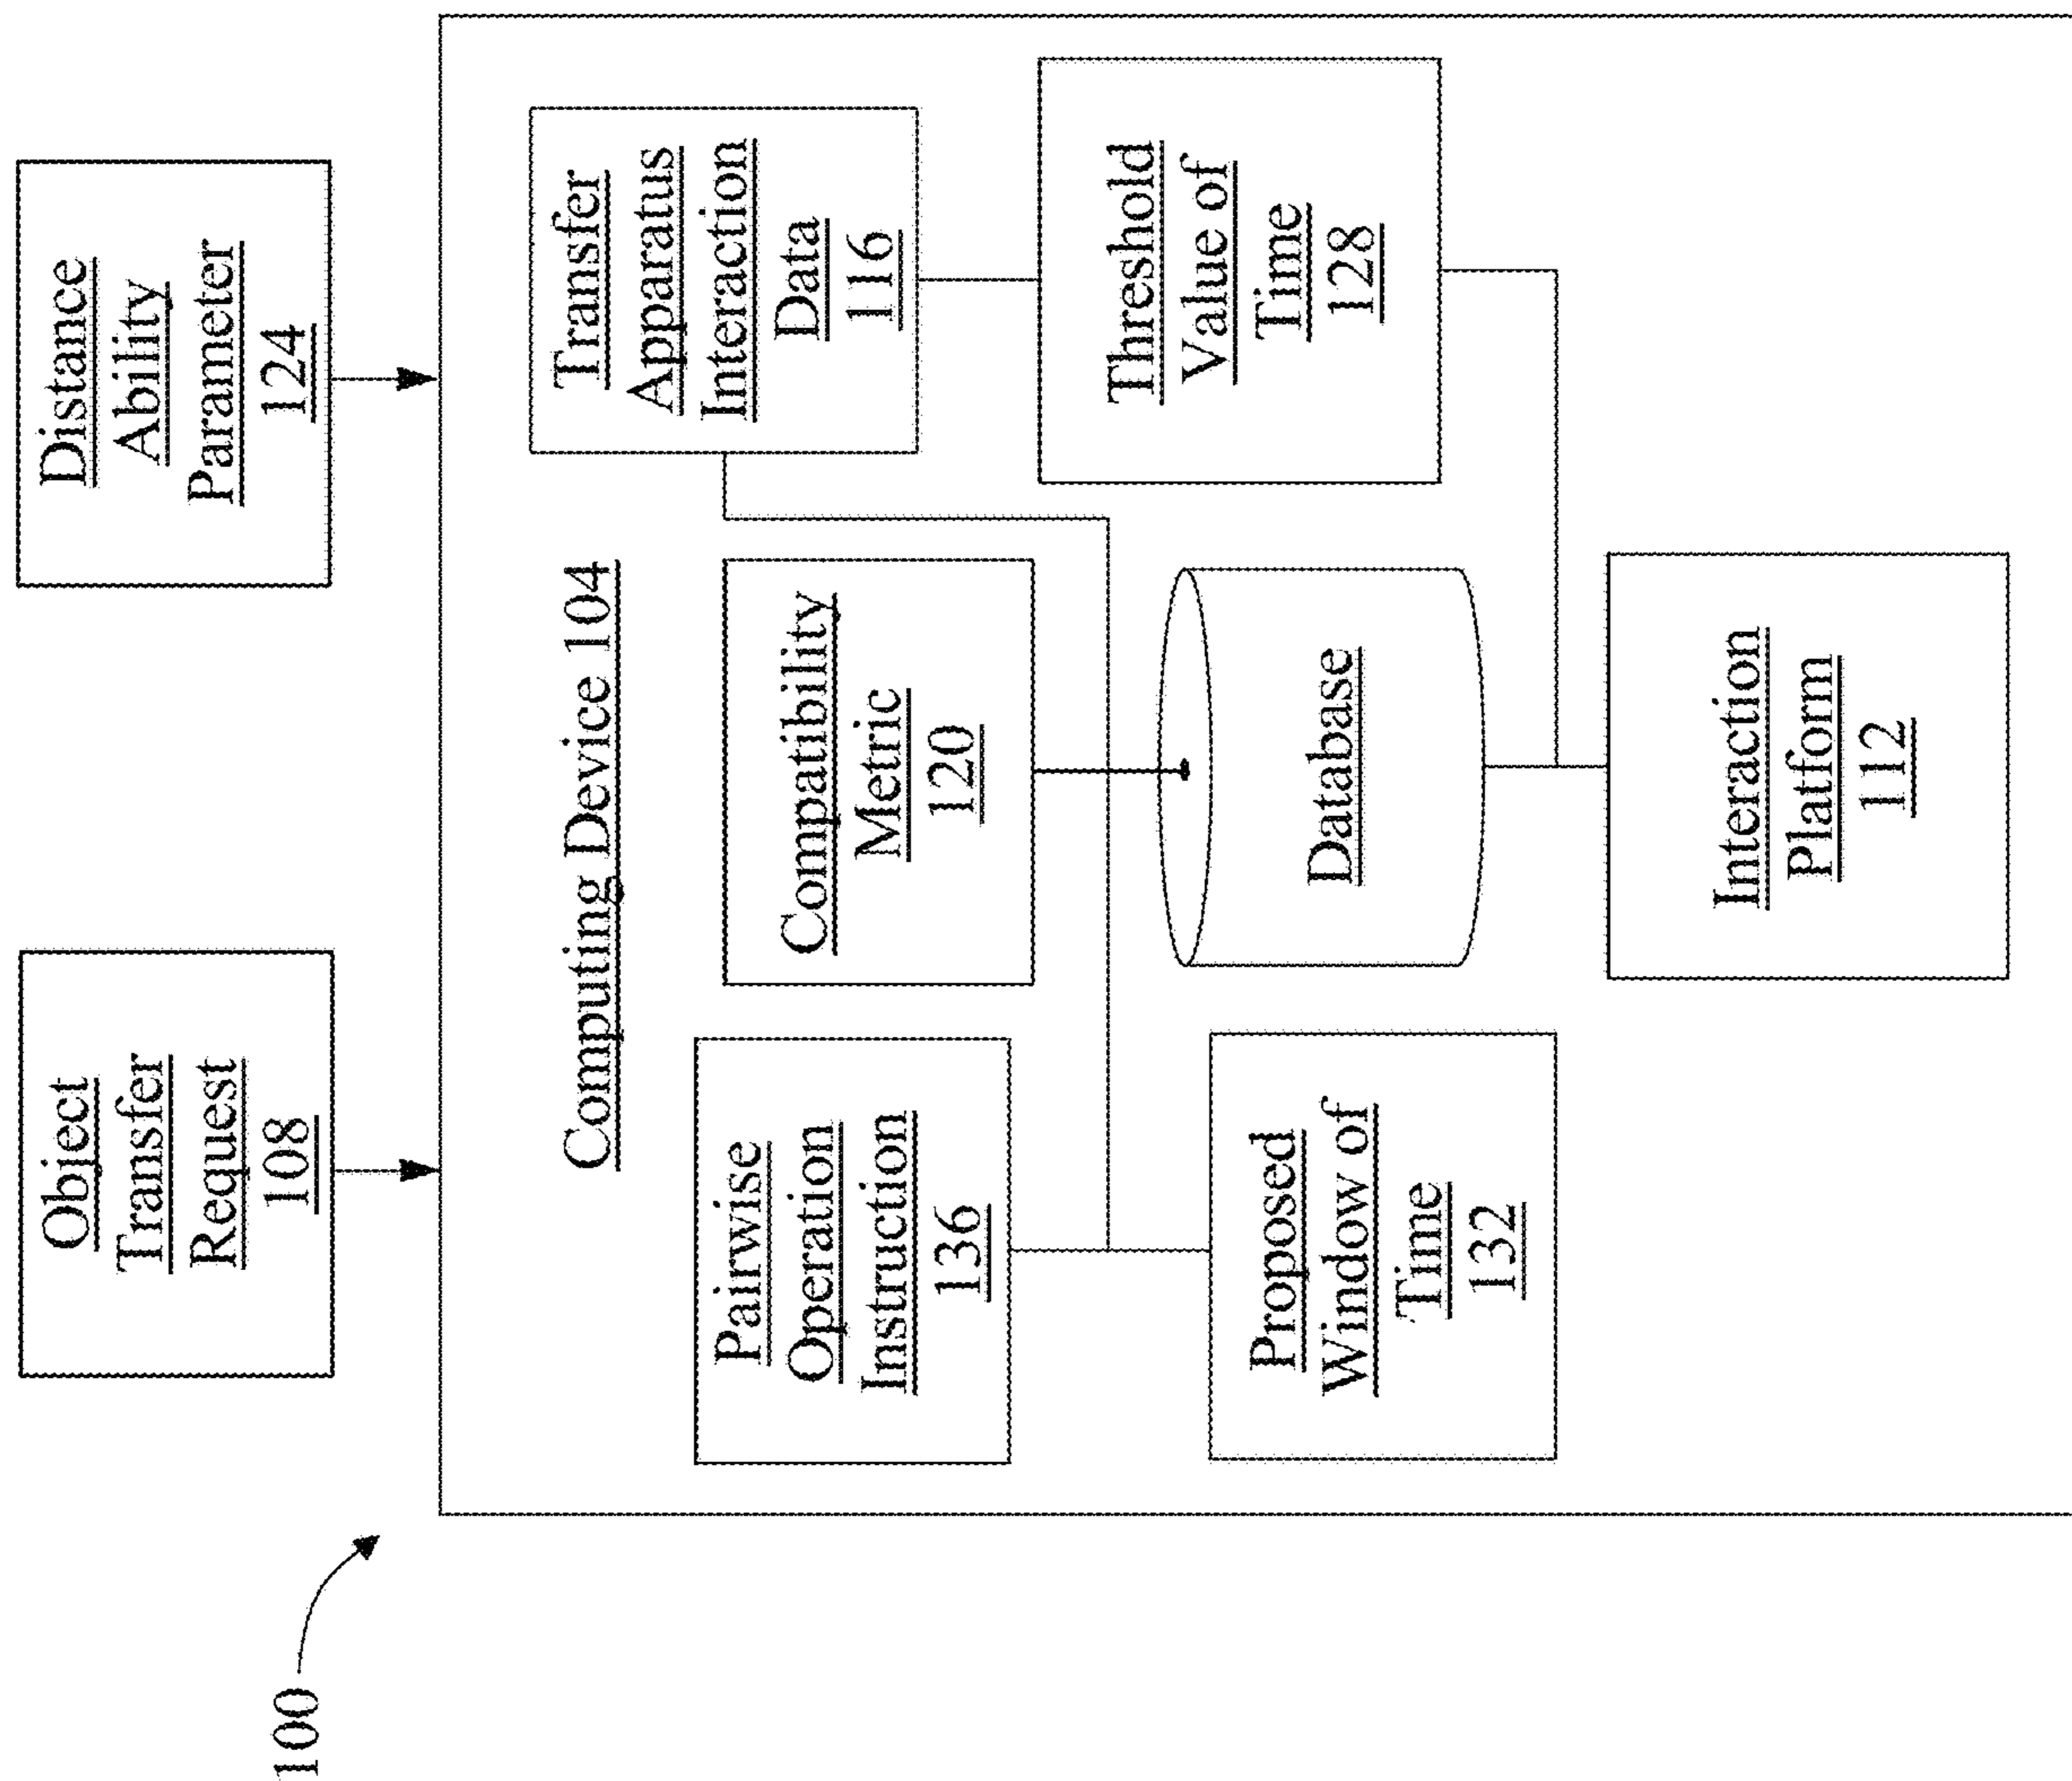 100
Object
Transfer
Request
108
Distance
Ability
Parameter
124
Computing Device 104
Pairwise
Operation
Instruction
136
Compatibility
Metric
120
Transfer
Apparatus
Interaction
Data
116
Proposed
Window of
Time
132
Database
Threshold
Value of
Time
128
Interaction
Platform
112